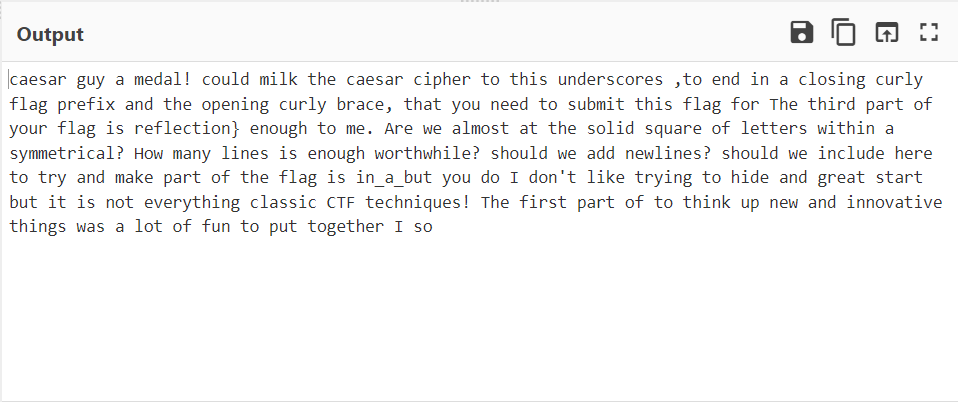 Output
caesar guy a medal! could milk the caesar cipher to this underscores ,to end in a closing curly
flag prefix and the opening curly brace, that you need to submit this flag for The third part of
your flag is reflection} enough to me. Are we almost at the solid square of letters within a
symmetrical? How many lines is enough worthwhile? should we add newlines? should we include here
to try and make part of the flag is in_a_but you do I don't like trying to hide and great start
but it is not everything classic CTF techniques! The first part of to think up new and innovative
things was a lot of fun to put together I so